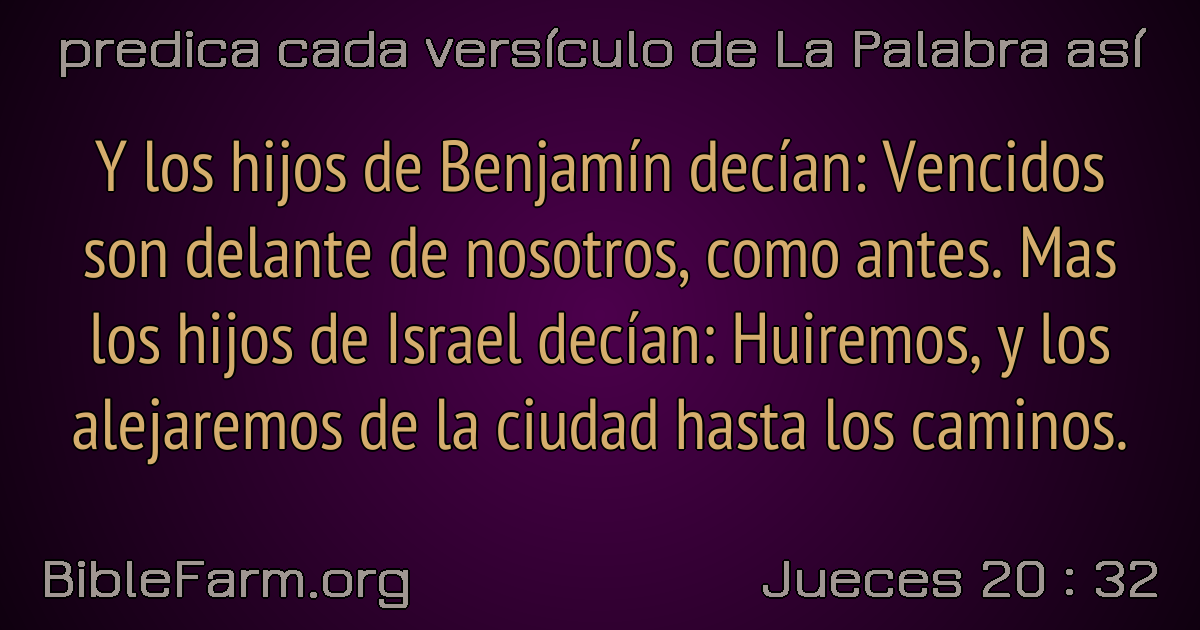 predica cada versículo de La Palabra así
Y los hijos de Benjamín decían: Vencidos
son delante de nosotros, como antes. Mas
los hijos de Israel decían: Huiremos, y los
alejaremos de la ciudad hasta los caminos.
BibleFarm.org
Jueces 20 : 32